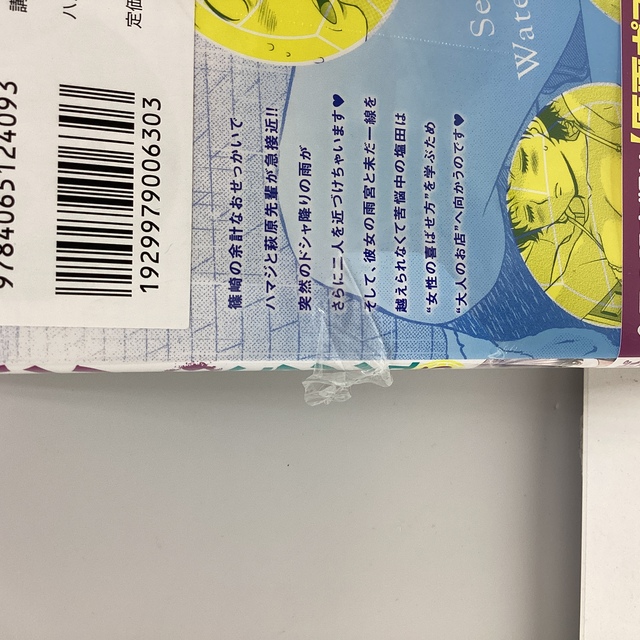 篠崎の余計なおせっかいで
ハマジと萩原先輩が急接近!!
突然のドシャ降りの雨が
さらに二人を近づけちゃいます♥
そして、彼女の雨宮と未だ一線を
越えられなくて苦悩中の塩田は
“女性の喜ばせ方”を学ぶため
“大人のお店”へ向かうのです♥
9784065124093
1929979006303
定価
Se
Wate